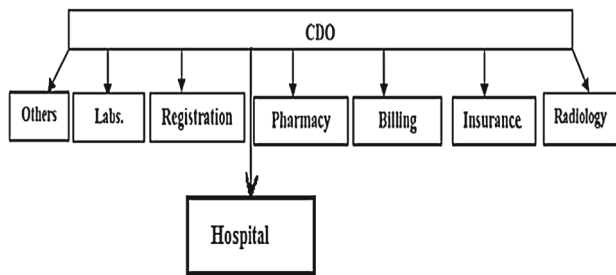 CDO
Others
Labs.
Registration
Pharmacy
Billing
Insurance
Radiology
Hospital